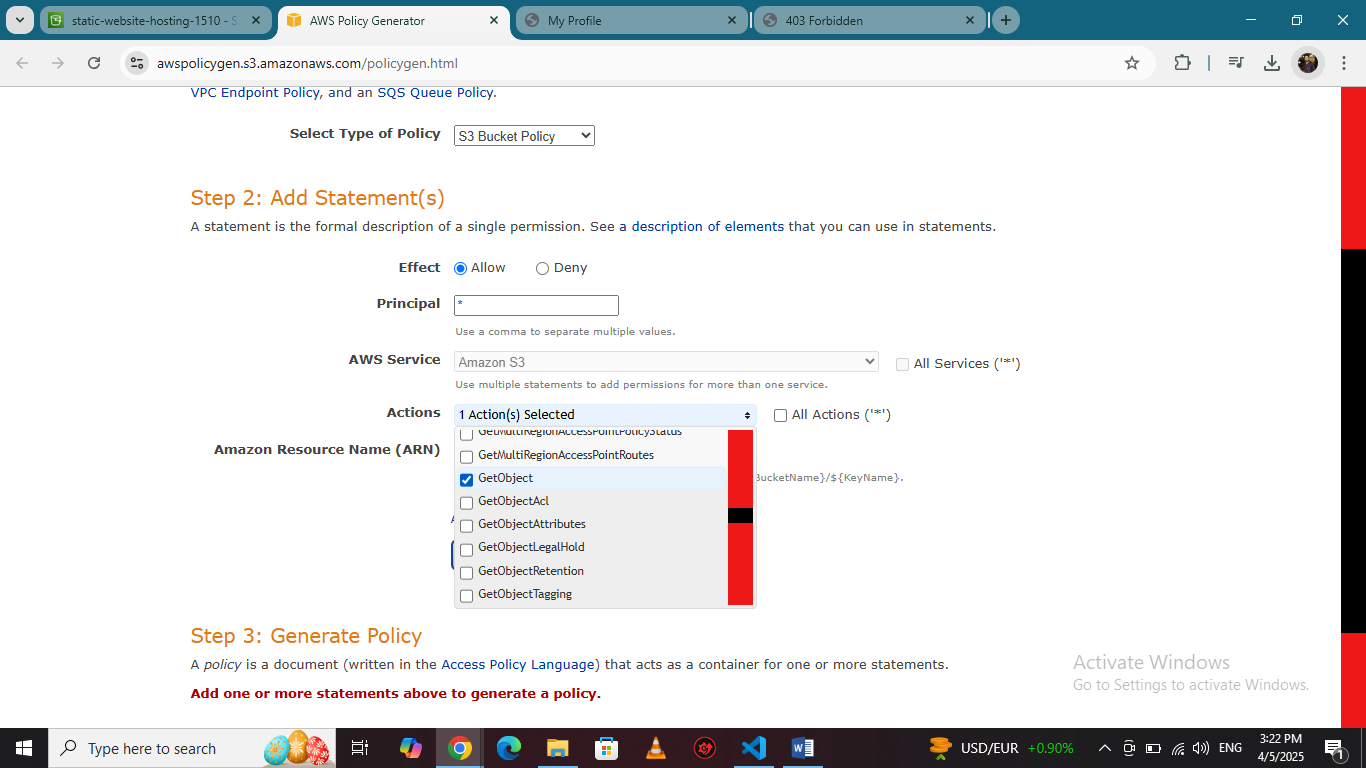 static-website-hosting-1510 - S
AWS Policy Generator
My Profile
403 Forbidden
awspolicygen.s3.amazonaws.com/policygen.html
VPC Endpoint Policy, and an SQS Queue Policy.
Select Type of Policy S3 Bucket Policy
Step 2: Add Statement(s)
A statement is the formal description of a single permission. See a description of elements that you can use in statements.
Effect Allow Deny
Principal *
Use a comma to separate multiple values.
AWS Service Amazon S3 All Services ('*')
Use multiple statements to add permissions for more than one service.
Actions 1 Action(s) Selected All Actions ('*')
GetMultiRegionAccessPointPolicyStatus
Amazon Resource Name (ARN) GetMultiRegionAccessPointRoutes
GetObject BucketName}/${KeyName}.
GetObjectAcl
GetObjectAttributes
GetObjectLegalHold
GetObjectRetention
GetObjectTagging
Step 3: Generate Policy
A policy is a document (written in the Access Policy Language) that acts as a container for one or more statements.
Add one or more statements above to generate a policy.
Activate Windows
Go to Settings to activate Windows.
Type here to search
USD/EUR +0.90%
ENG
3:22 PM
4/5/2025
1